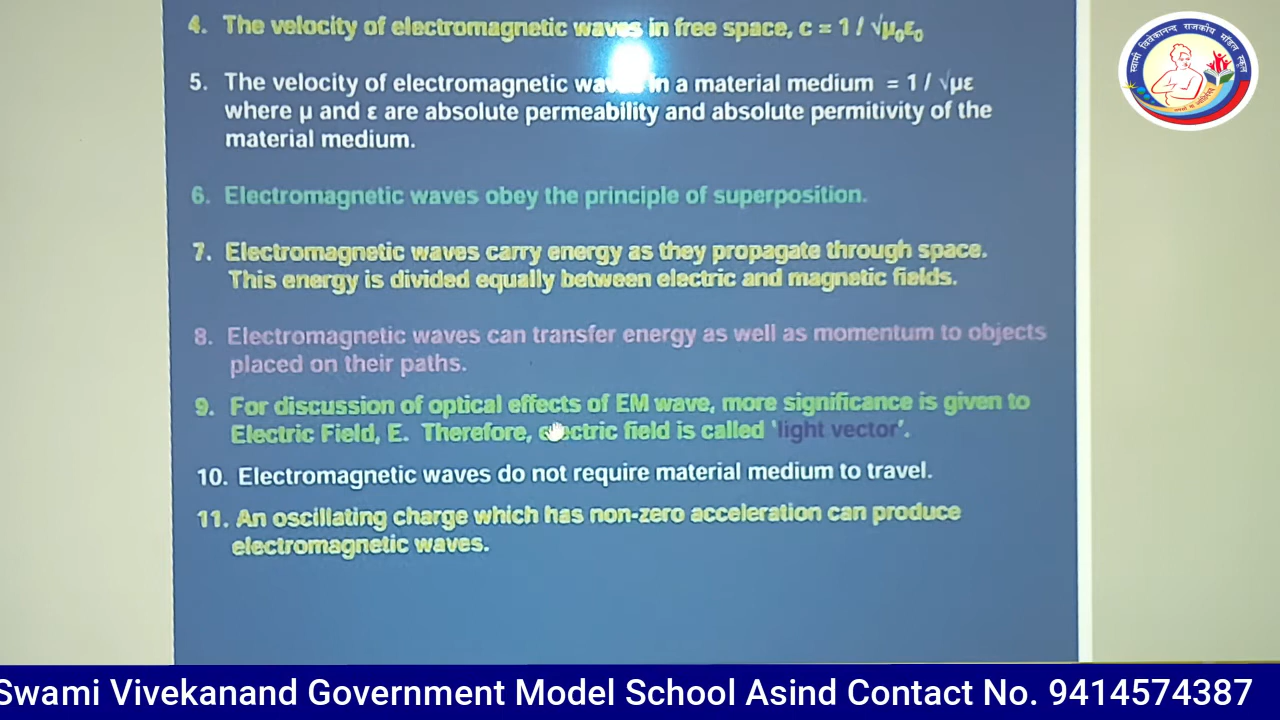 4. The velocity of electromagnetic waves in free space, c = 1 / √μ₀ε₀
5. The velocity of electromagnetic waves in a material medium = 1 / √με
where μ and ε are absolute permeability and absolute permitivity of the
material medium.
6. Electromagnetic waves obey the principle of superposition.
7. Electromagnetic waves carry energy as they propagate through space.
This energy is divided equally between electric and magnetic fields.
8. Electromagnetic waves can transfer energy as well as momentum to objects
placed on their paths.
9. For discussion of optical effects of EM wave, more significance is given to
Electric Field, E. Therefore, electric field is called 'light vector'.
10. Electromagnetic waves do not require material medium to travel.
11. An oscillating charge which has non-zero acceleration can produce
electromagnetic waves.
स्वामी विवेकानन्द राजकीय मॉडल स्कूल
Swami Vivekanand Government Model School Asind Contact No. 9414574387